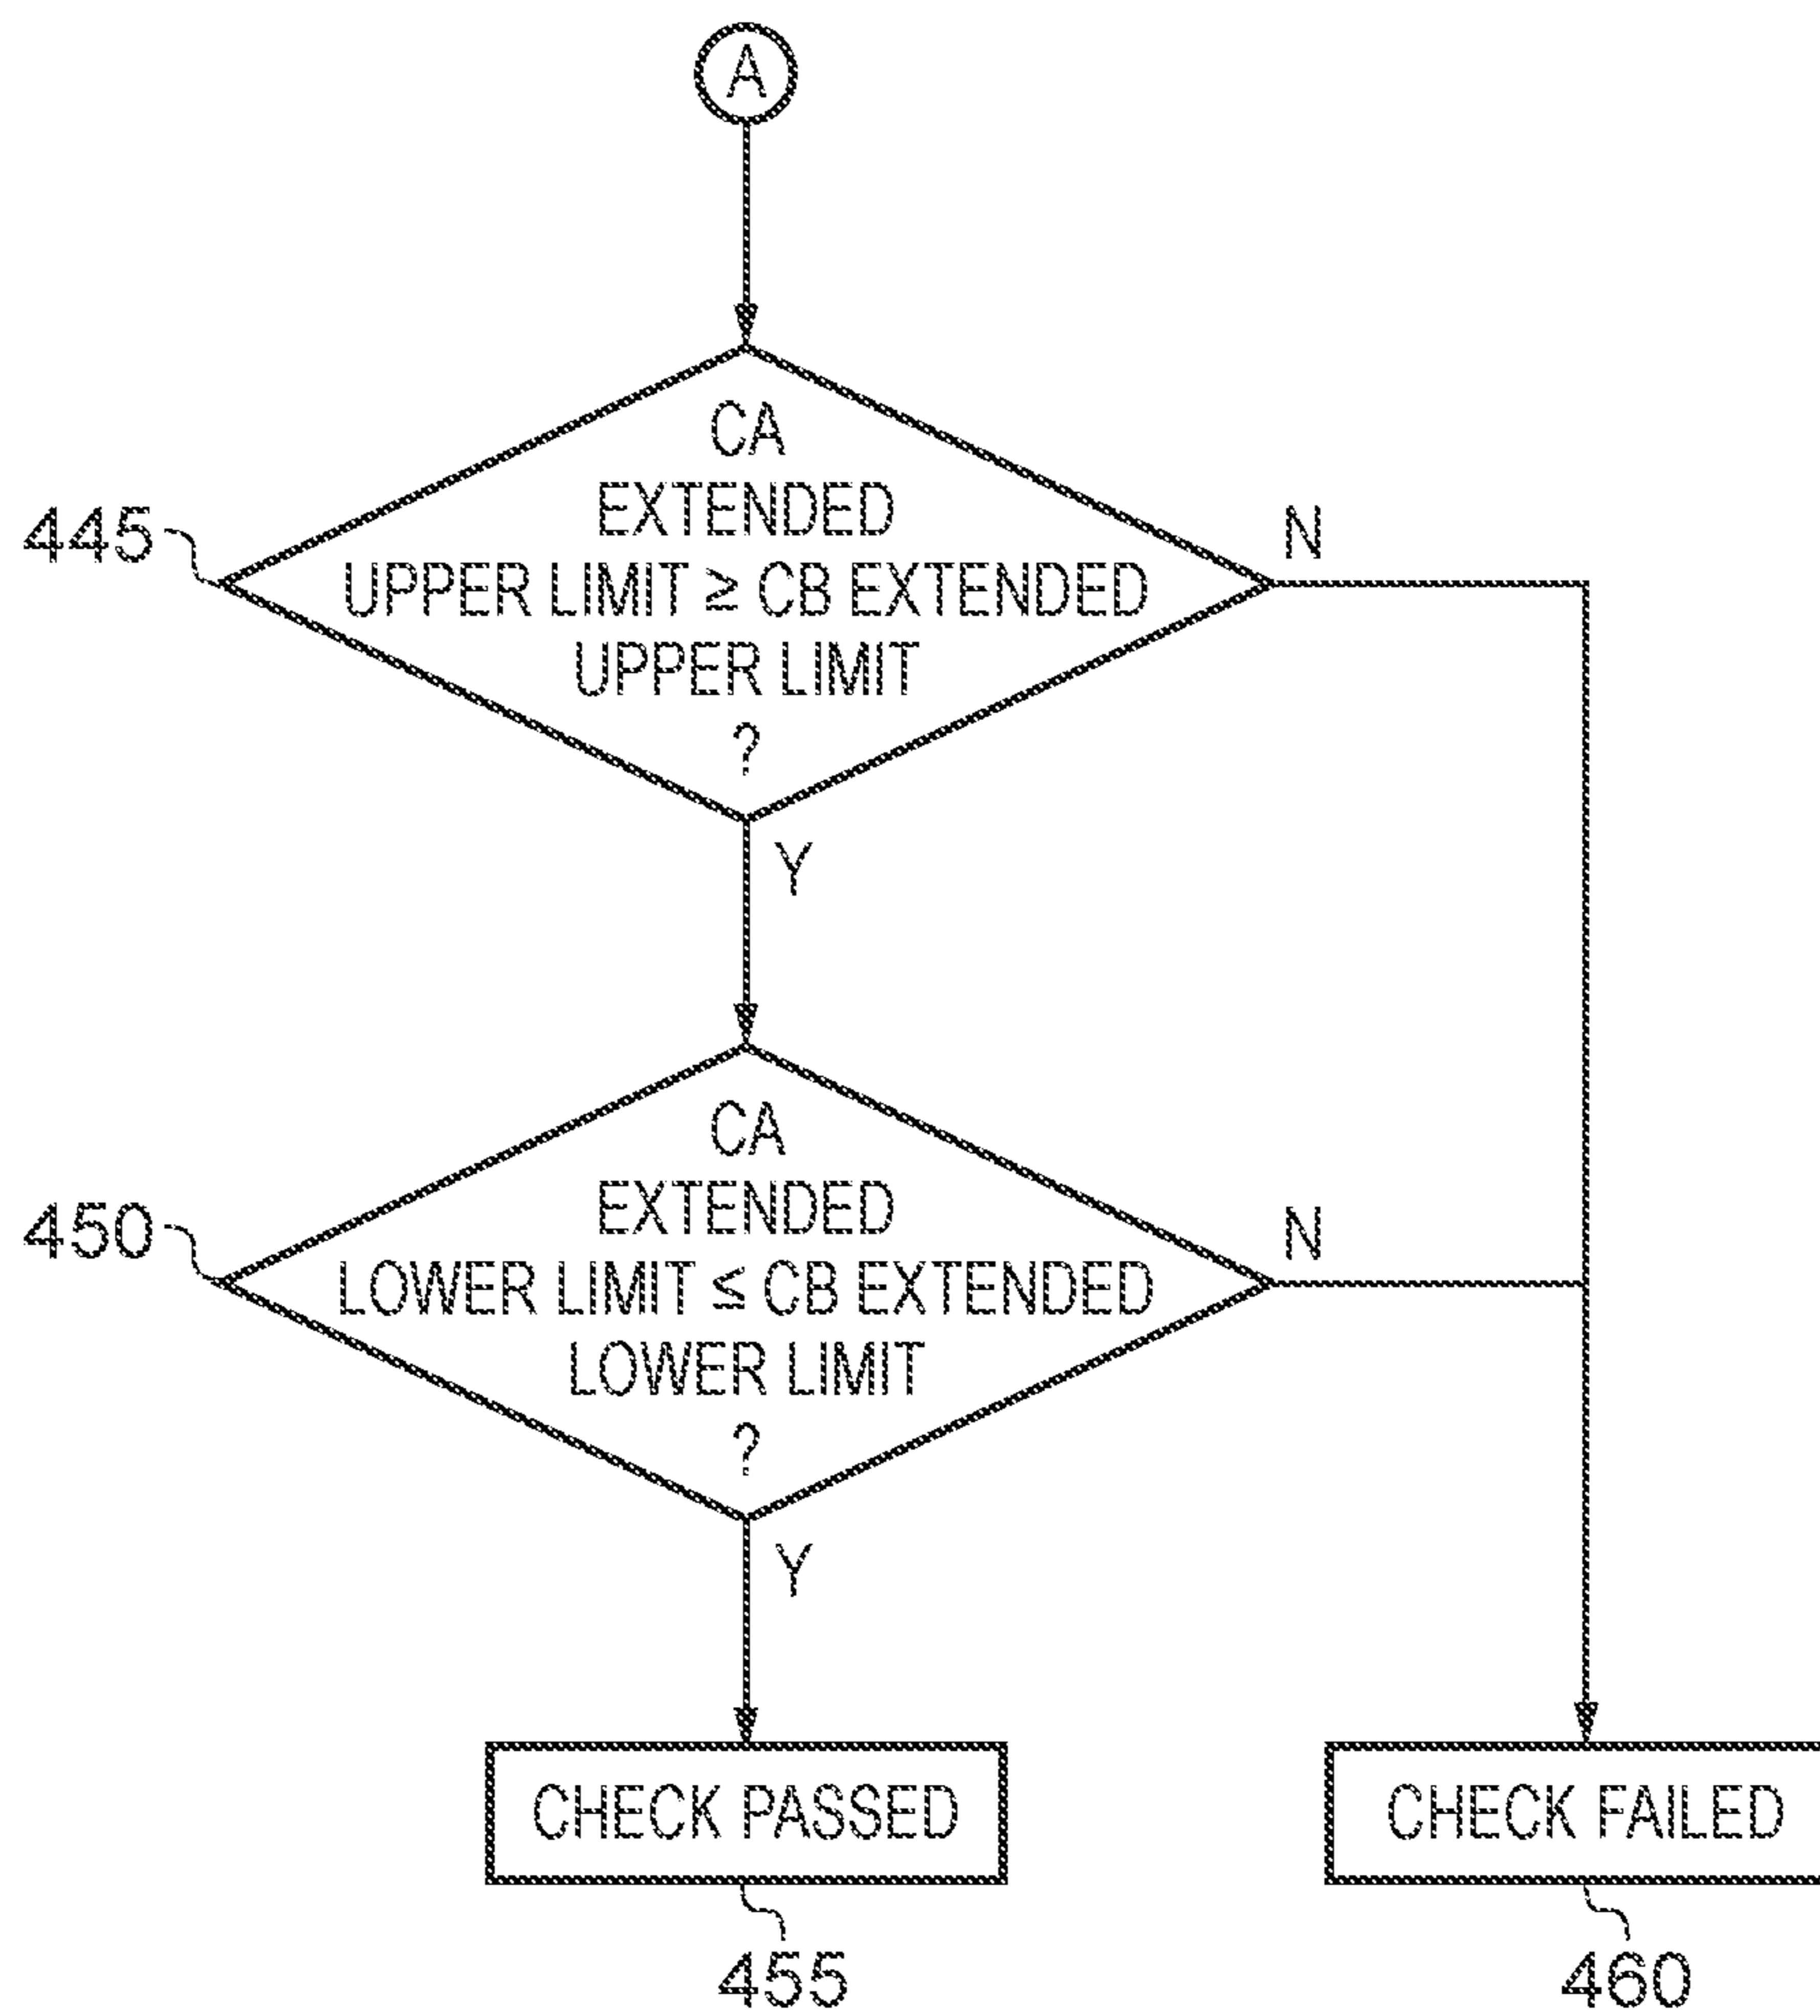 A
CA
EXTENDED
UPPER LIMIT ≥ CB EXTENDED
UPPER LIMIT
?
445
N
Y
CA
EXTENDED
LOWER LIMIT ≤ CB EXTENDED
LOWER LIMIT
?
450
N
Y
CHECK PASSED
CHECK FAILED
455
460